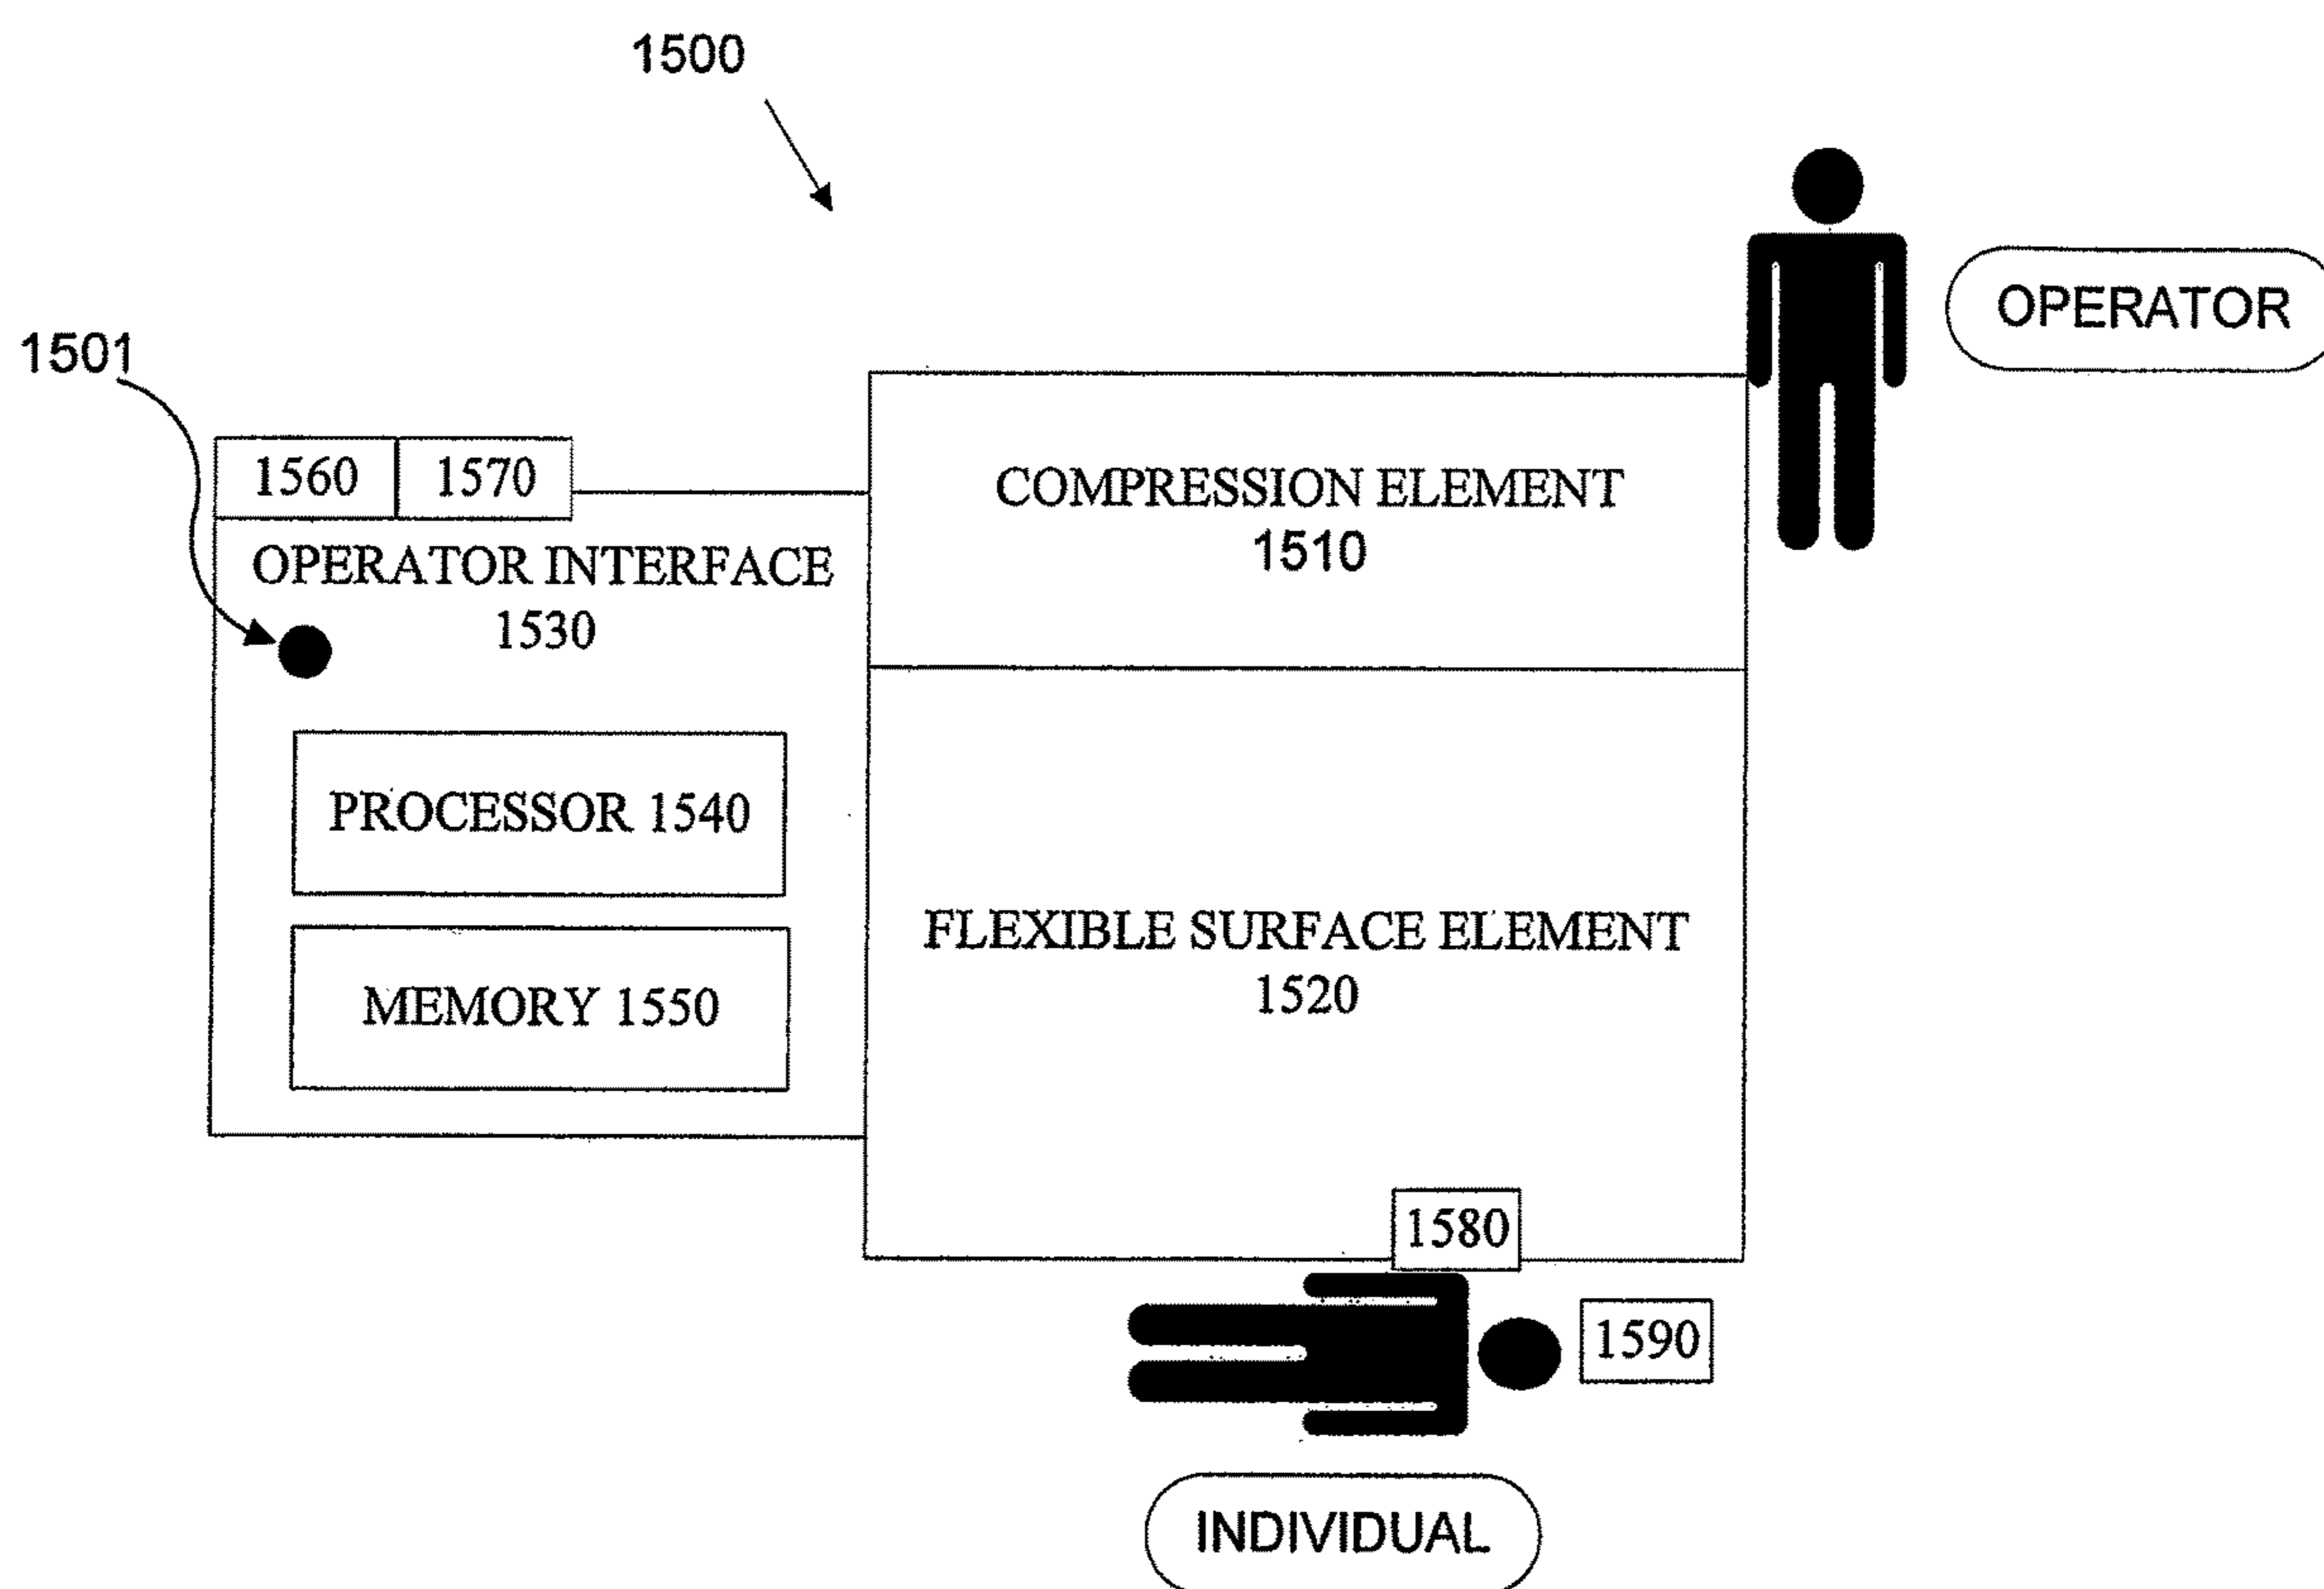 1500
OPERATOR
1501
1560
1570
COMPRESSION ELEMENT
1510
OPERATOR INTERFACE
1530
PROCESSOR 1540
FLEXIBLE SURFACE ELEMENT
1520
MEMORY 1550
1580
1590
INDIVIDUAL